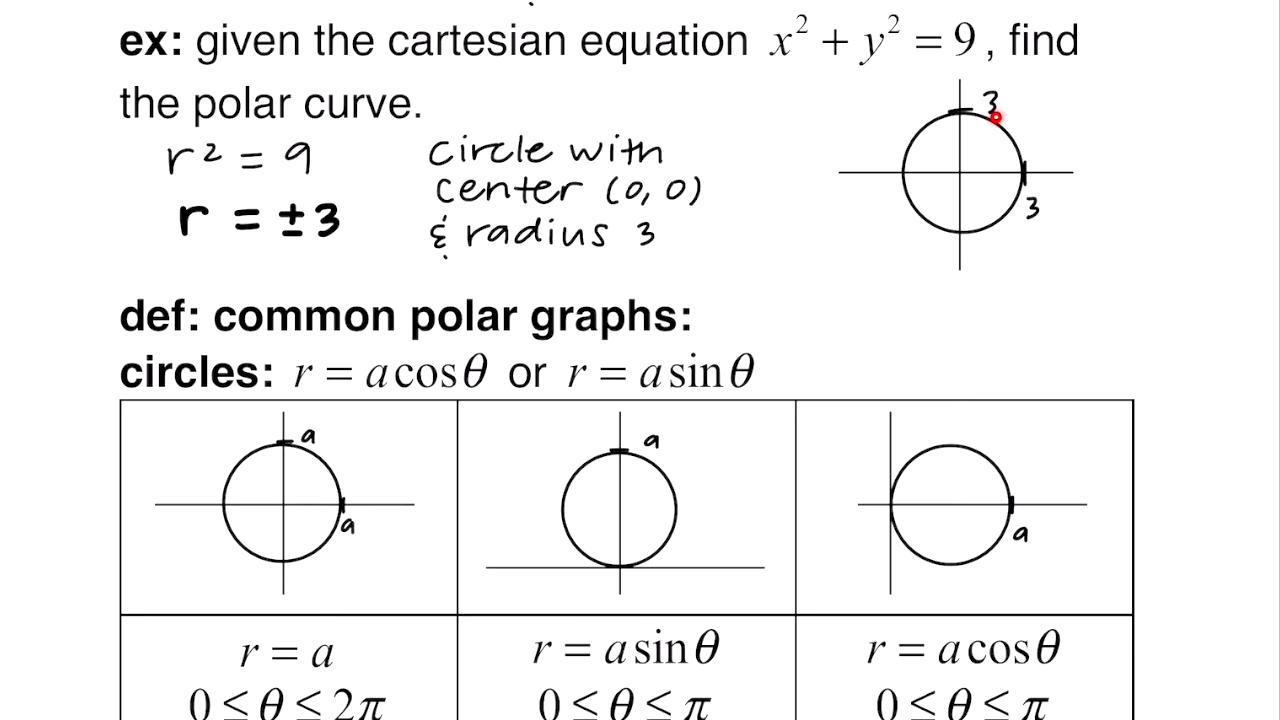 ex: given the cartesian equation x² + y² = 9, find
the polar curve.
r² = 9
r = ±3
circle with
center (0, 0)
& radius 3
3
3
def: common polar graphs:
circles: r = a cos θ or r = a sin θ
a
a
a
a
r = a
r = a sin θ
r = a cos θ
0 ≤ θ ≤ 2π
0 ≤ θ ≤ π
0 ≤ θ ≤ π